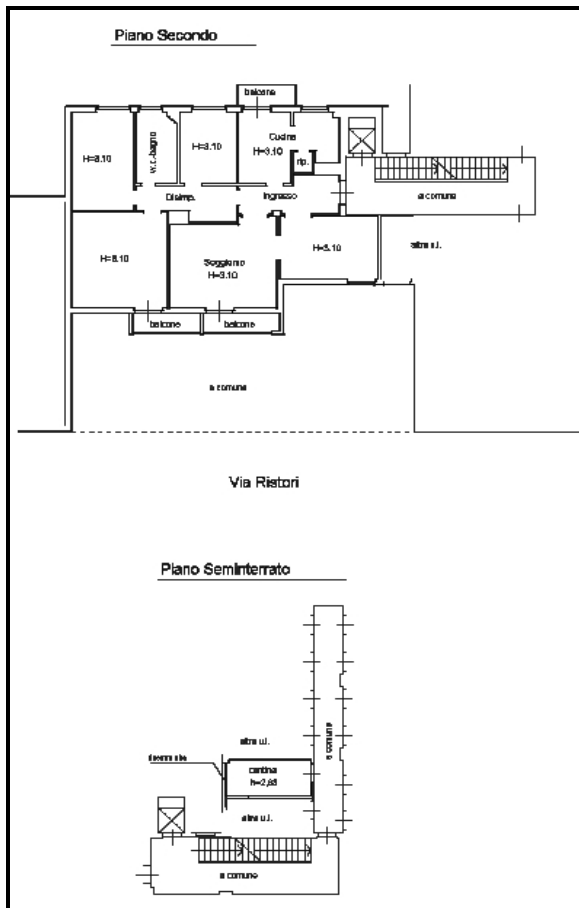 Piano Secondo
balcone
Cucina
H=3.10
H=3.10
w.c.-bagno
H=3.10
rip.
Disimp.
Ingresso
a comune
H=3.10
Soggiorno
H=3.10
H=3.10
altra u.i.
balcone
balcone
a comune
Via Ristori
Piano Seminterrato
a comune
altra u.i.
cantina
altra u.i.
a comune